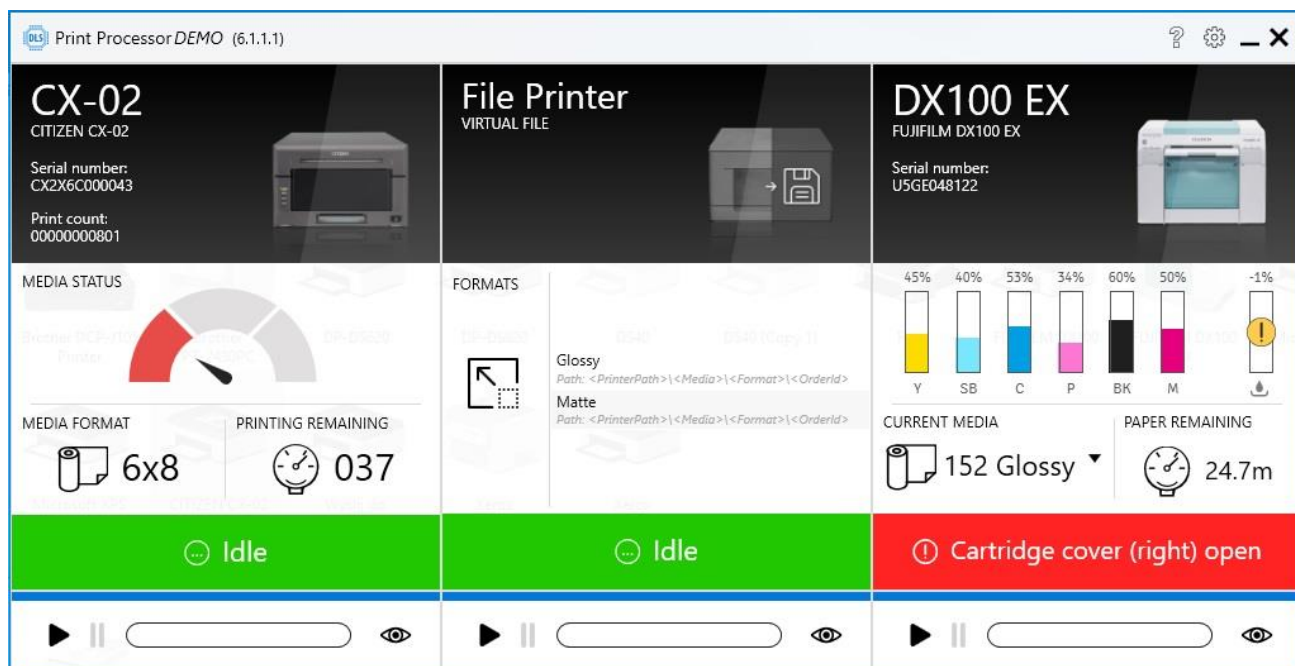 DLS Print Processor DEMO (6.1.1.1)
CX-02
CITIZEN CX-02
Serial number:
CX2X6C000043
Print count:
00000000801
MEDIA STATUS
MEDIA FORMAT
6x8
PRINTING REMAINING
037
Idle
File Printer
VIRTUAL FILE
FORMATS
Glossy
Path: <PrinterPath>\<Media>\<Format>\<OrderId>
Matte
Path: <PrinterPath>\<Media>\<Format>\<OrderId>
Idle
DX100 EX
FUJIFILM DX100 EX
Serial number:
U5GE048122
45% 40% 53% 34% 60% 50% -1%
Y SB C P BK M
CURRENT MEDIA
152 Glossy
PAPER REMAINING
24.7m
Cartridge cover (right) open